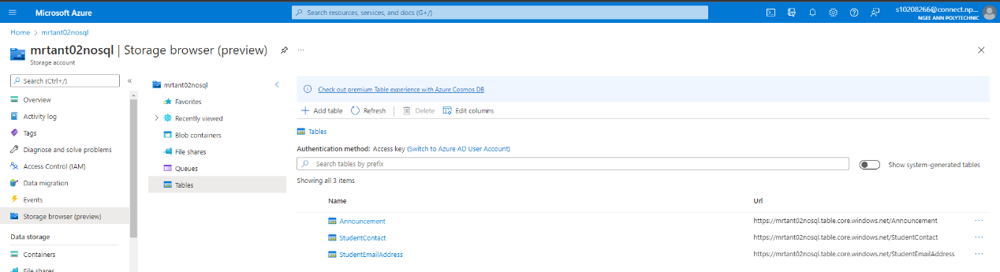 Microsoft Azure
Search resources, services, and docs (G+/)
s10208266@connect.np...
NGEE ANN POLYTECHNIC
Home > mrtant02nosql
mrtant02nosql | Storage browser (preview)
Storage account
Search (Ctrl+/)
Overview
Activity log
Tags
Diagnose and solve problems
Access Control (IAM)
Data migration
Events
Storage browser (preview)
Data storage
Containers
File shares
mrtant02nosql
Favorites
Recently viewed
Blob containers
File shares
Queues
Tables
Check out premium Table experience with Azure Cosmos DB
Add table Refresh Delete Edit columns
Tables
Authentication method: Access key (Switch to Azure AD User Account)
Search tables by prefix
Show system-generated tables
Showing all 3 items
Name Url
Announcement https://mrtant02nosql.table.core.windows.net/Announcement
StudentContact https://mrtant02nosql.table.core.windows.net/StudentContact
StudentEmailAddress https://mrtant02nosql.table.core.windows.net/StudentEmailAddress